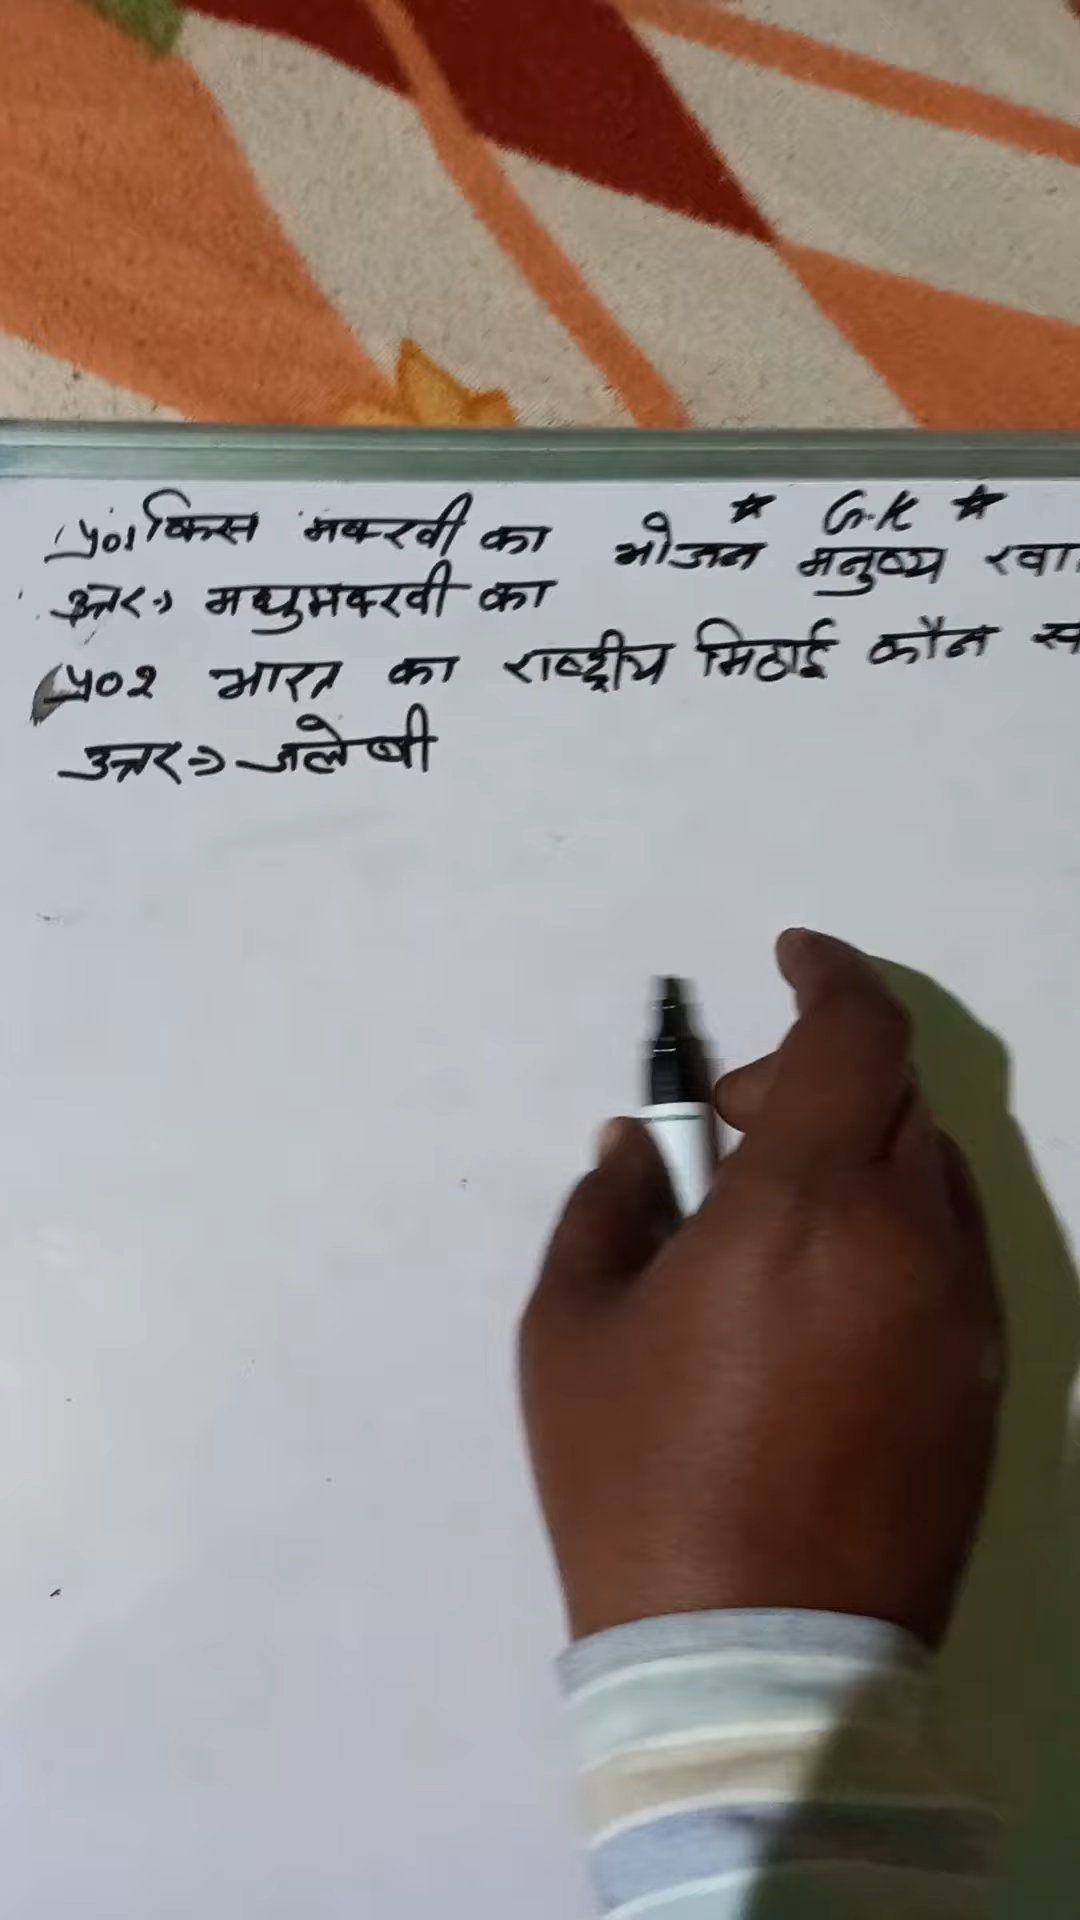 * G.K *
प्र01 किस मक्खी का भोजन मनुष्य खा
उत्तर→ मधुमक्खी का
प्र02 भारत का राष्ट्रीय मिठाई कौन स
उत्तर→ जलेबी